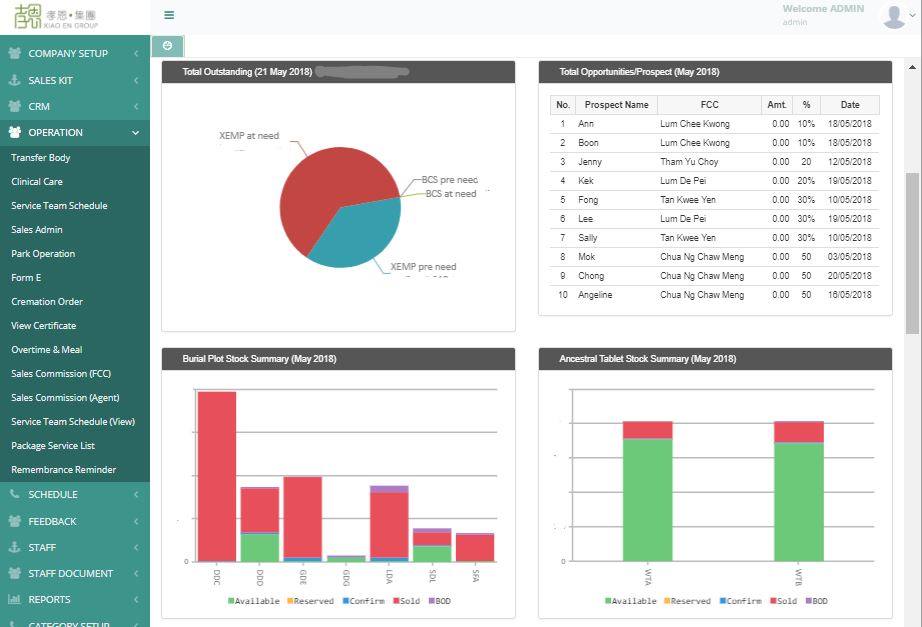 孝恩•集團
XIAO EN GROUP
Welcome ADMIN
admin
COMPANY SETUP
SALES KIT
CRM
OPERATION
Transfer Body
Clinical Care
Service Team Schedule
Sales Admin
Park Operation
Form E
Cremation Order
View Certificate
Overtime & Meal
Sales Commission (FCC)
Sales Commission (Agent)
Service Team Schedule (View)
Package Service List
Remembrance Reminder
SCHEDULE
FEEDBACK
STAFF
STAFF DOCUMENT
REPORTS
CATEGORY SETUP
Total Outstanding (21 May 2018)
XEMP at need
BCS pre need
BCS at need
XEMP pre need
Total Opportunities/Prospect (May 2018)
No. Prospect Name FCC Amt. % Date
1 Ann Lum Chee Kwong 0.00 10% 18/05/2018
2 Boon Lum Chee Kwong 0.00 10% 18/05/2018
3 Jenny Tham Yu Choy 0.00 20 12/05/2018
4 Kek Lum De Pei 0.00 20% 19/05/2018
5 Fong Tan Kwee Yen 0.00 30% 10/05/2018
6 Lee Lum De Pei 0.00 30% 19/05/2018
7 Sally Tan Kwee Yen 0.00 30% 10/05/2018
8 Mok Chua Ng Chaw Meng 0.00 50 03/05/2018
9 Chong Chua Ng Chaw Meng 0.00 50 20/05/2018
10 Angeline Chua Ng Chaw Meng 0.00 50 16/05/2018
Burial Plot Stock Summary (May 2018)
0
DDC DDD GDE GDG LDA SDL SFA
Available Reserved Confirm Sold BOD
Ancestral Tablet Stock Summary (May 2018)
0
WTA WTB
Available Reserved Confirm Sold BOD